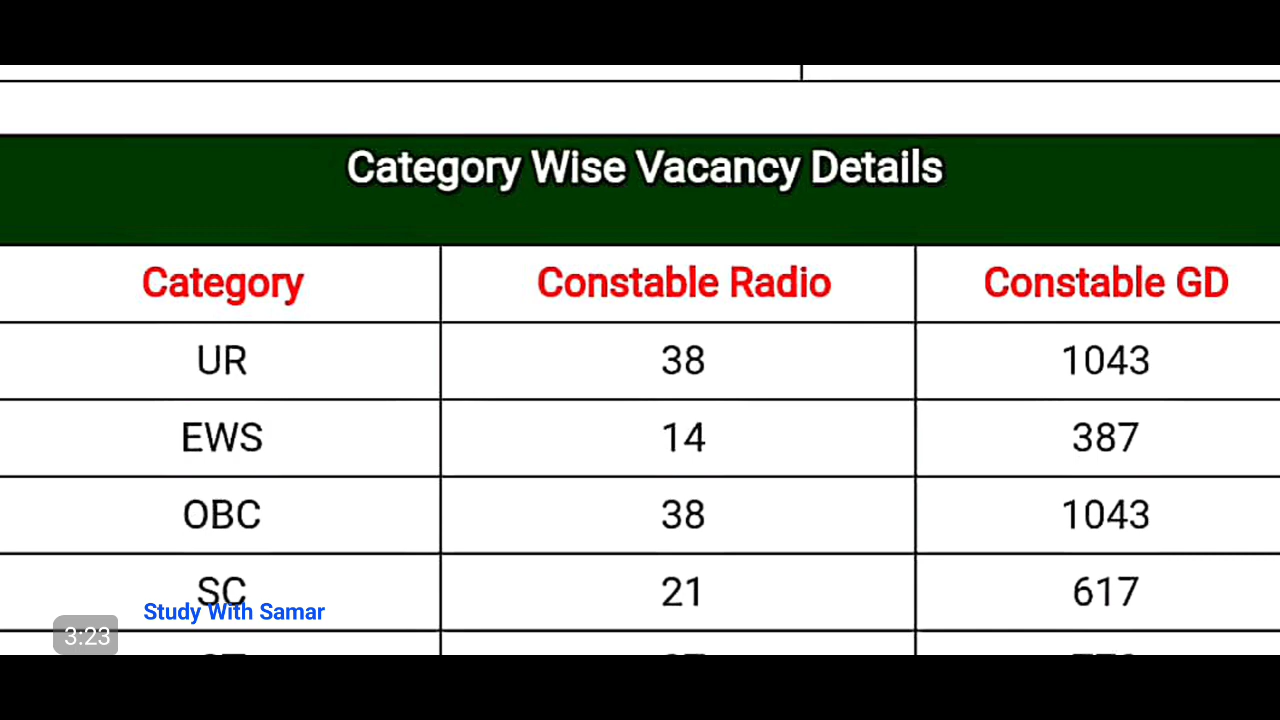 Category Wise Vacancy Details
Category Constable Radio Constable GD
UR 38 1043
EWS 14 387
OBC 38 1043
SC 21 617
Study With Samar
3:23